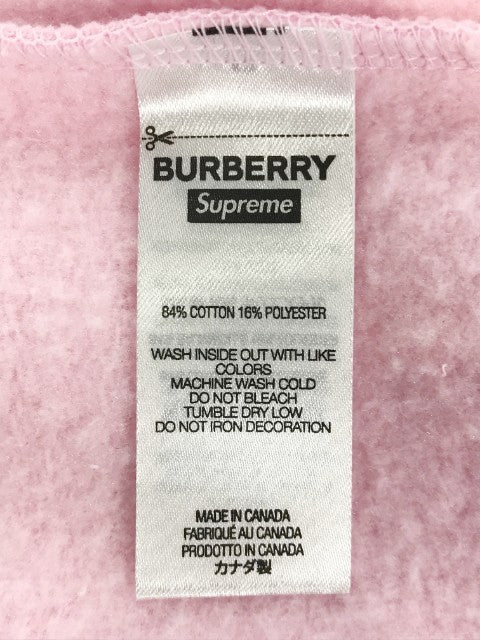 BURBERRY
Supreme
84% COTTON 16% POLYESTER
WASH INSIDE OUT WITH LIKE
COLORS
MACHINE WASH COLD
DO NOT BLEACH
TUMBLE DRY LOW
DO NOT IRON DECORATION
MADE IN CANADA
FABRIQUÉ AU CANADA
PRODOTTO IN CANADA
カナダ製